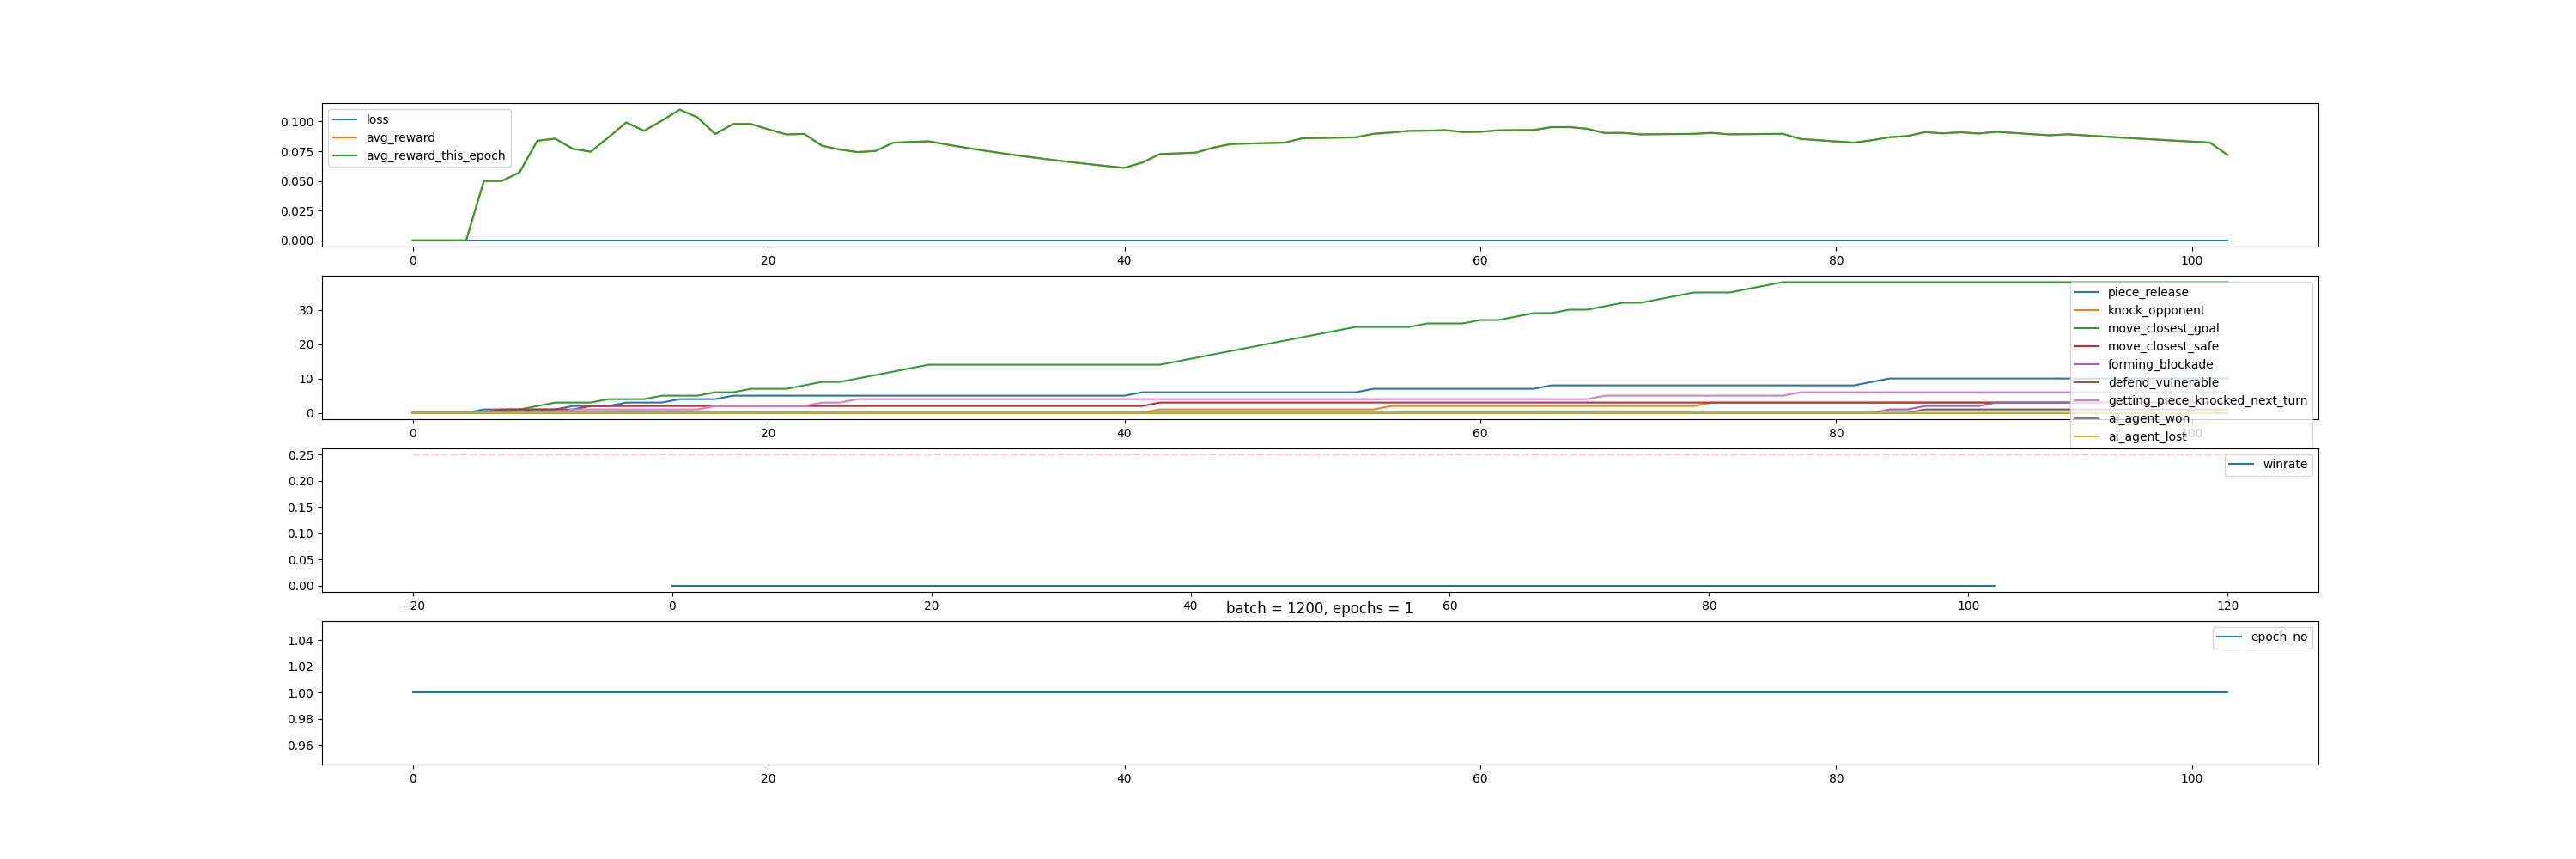 loss
avg_reward
avg_reward_this_epoch
0.100
0.075
0.050
0.025
0.000
0 20 40 60 80 100
piece_release
knock_opponent
move_closest_goal
move_closest_safe
forming_blockade
defend_vulnerable
getting_piece_knocked_next_turn
ai_agent_won
ai_agent_lost
30
20
10
0
0 20 40 60 80 100
winrate
0.25
0.20
0.15
0.10
0.05
0.00
−20 0 20 40 60 80 100 120
batch = 1200, epochs = 1
epoch_no
1.04
1.02
1.00
0.98
0.96
0 20 40 60 80 100